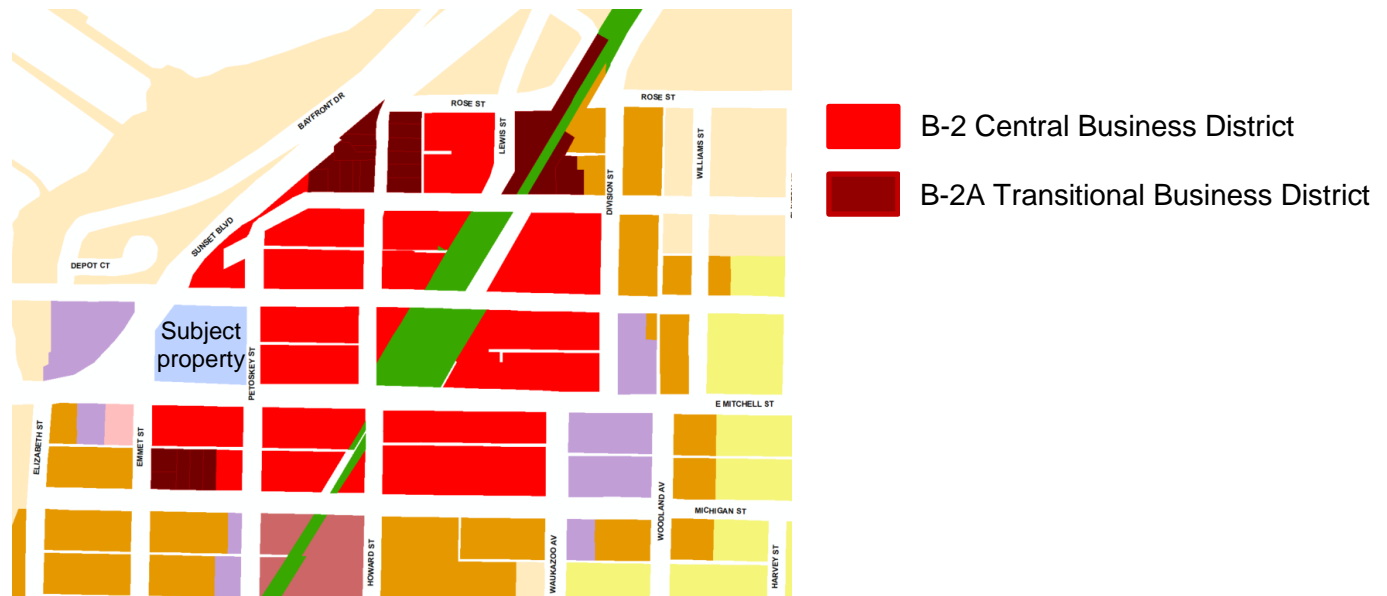 BAYFRONT DR
ROSE ST
ROSE ST
LEWIS ST
WILLIAMS ST
DIVISION ST
SUNSET BLVD
DEPOT CT
Subject
property
PETOSKEY ST
E MITCHELL ST
ELIZABETH ST
EMMET ST
WOODLAND AV
MICHIGAN ST
HOWARD ST
WAUKAZOO AV
HARVEY ST
B-2 Central Business District
B-2A Transitional Business District